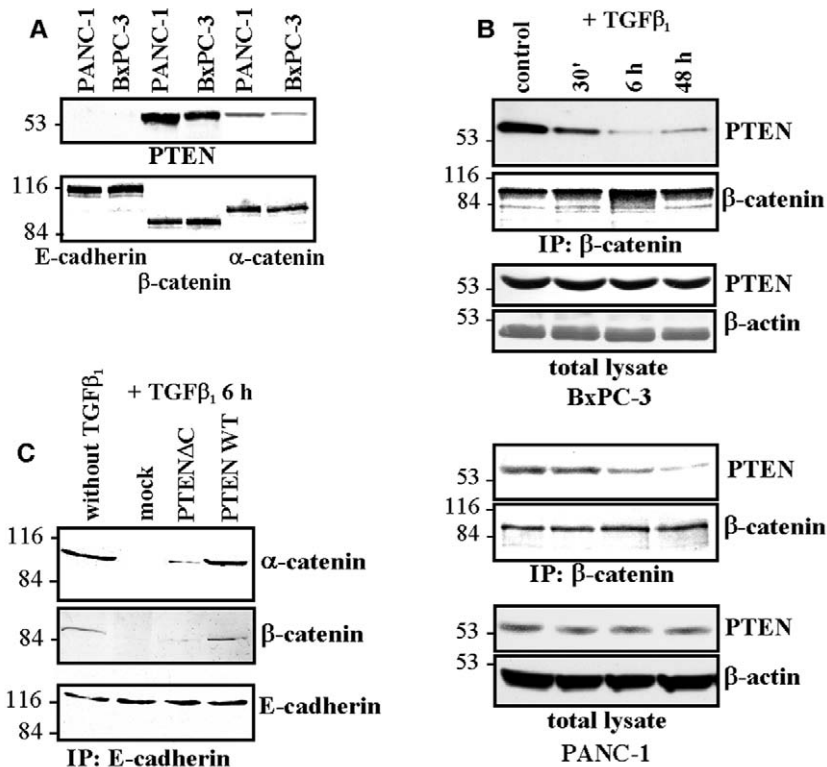 A
PANC-1
BxPC-3
PANC-1
BxPC-3
PANC-1
BxPC-3
53
PTEN
116
84
E-cadherin
β-catenin
α-catenin
B
+ TGFβ₁
control
30'
6 h
48 h
53
PTEN
116
84
β-catenin
IP: β-catenin
53
PTEN
53
β-actin
total lysate
BxPC-3
53
PTEN
116
84
β-catenin
IP: β-catenin
53
PTEN
53
β-actin
total lysate
PANC-1
C
+ TGFβ₁ 6 h
without TGFβ₁
mock
PTENΔC
PTEN WT
116
84
α-catenin
84
β-catenin
116
84
E-cadherin
IP: E-cadherin